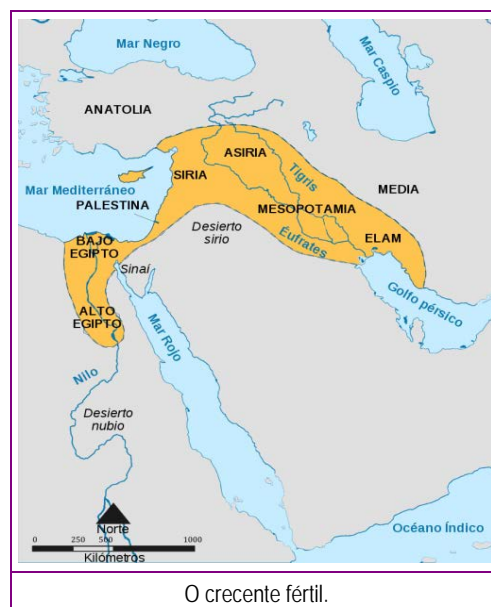 Mar Negro
Mar Caspio
ANATOLIA
ASIRIA
Tigris
SIRIA
MEDIA
Mar Mediterráneo
PALESTINA
MESOPOTAMIA
Desierto
sirio
Éufrates
ELAM
BAJO
EGIPTO
Sinaí
Golfo pérsico
ALTO
EGIPTO
Mar Rojo
Nilo
Desierto
nubio
Norte
Océano Índico
0 250 500 1000
Kilómetros
O crecente fértil.